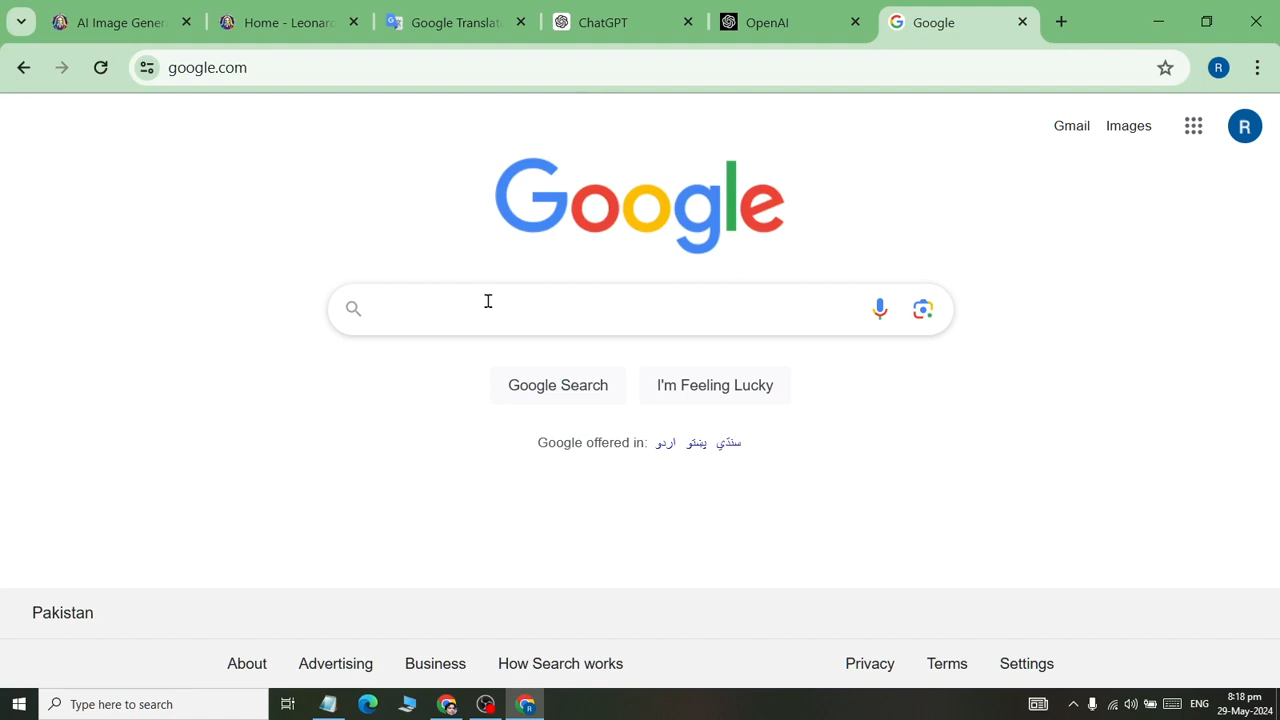 AI Image Gener
Home - Leonard
Google Translat
ChatGPT
OpenAI
Google
google.com
R
Gmail
Images
R
Google
Google Search
I'm Feeling Lucky
Google offered in: اردو پښتو سنڌي
Pakistan
About
Advertising
Business
How Search works
Privacy
Terms
Settings
Type here to search
ENG
8:18 pm
29-May-2024